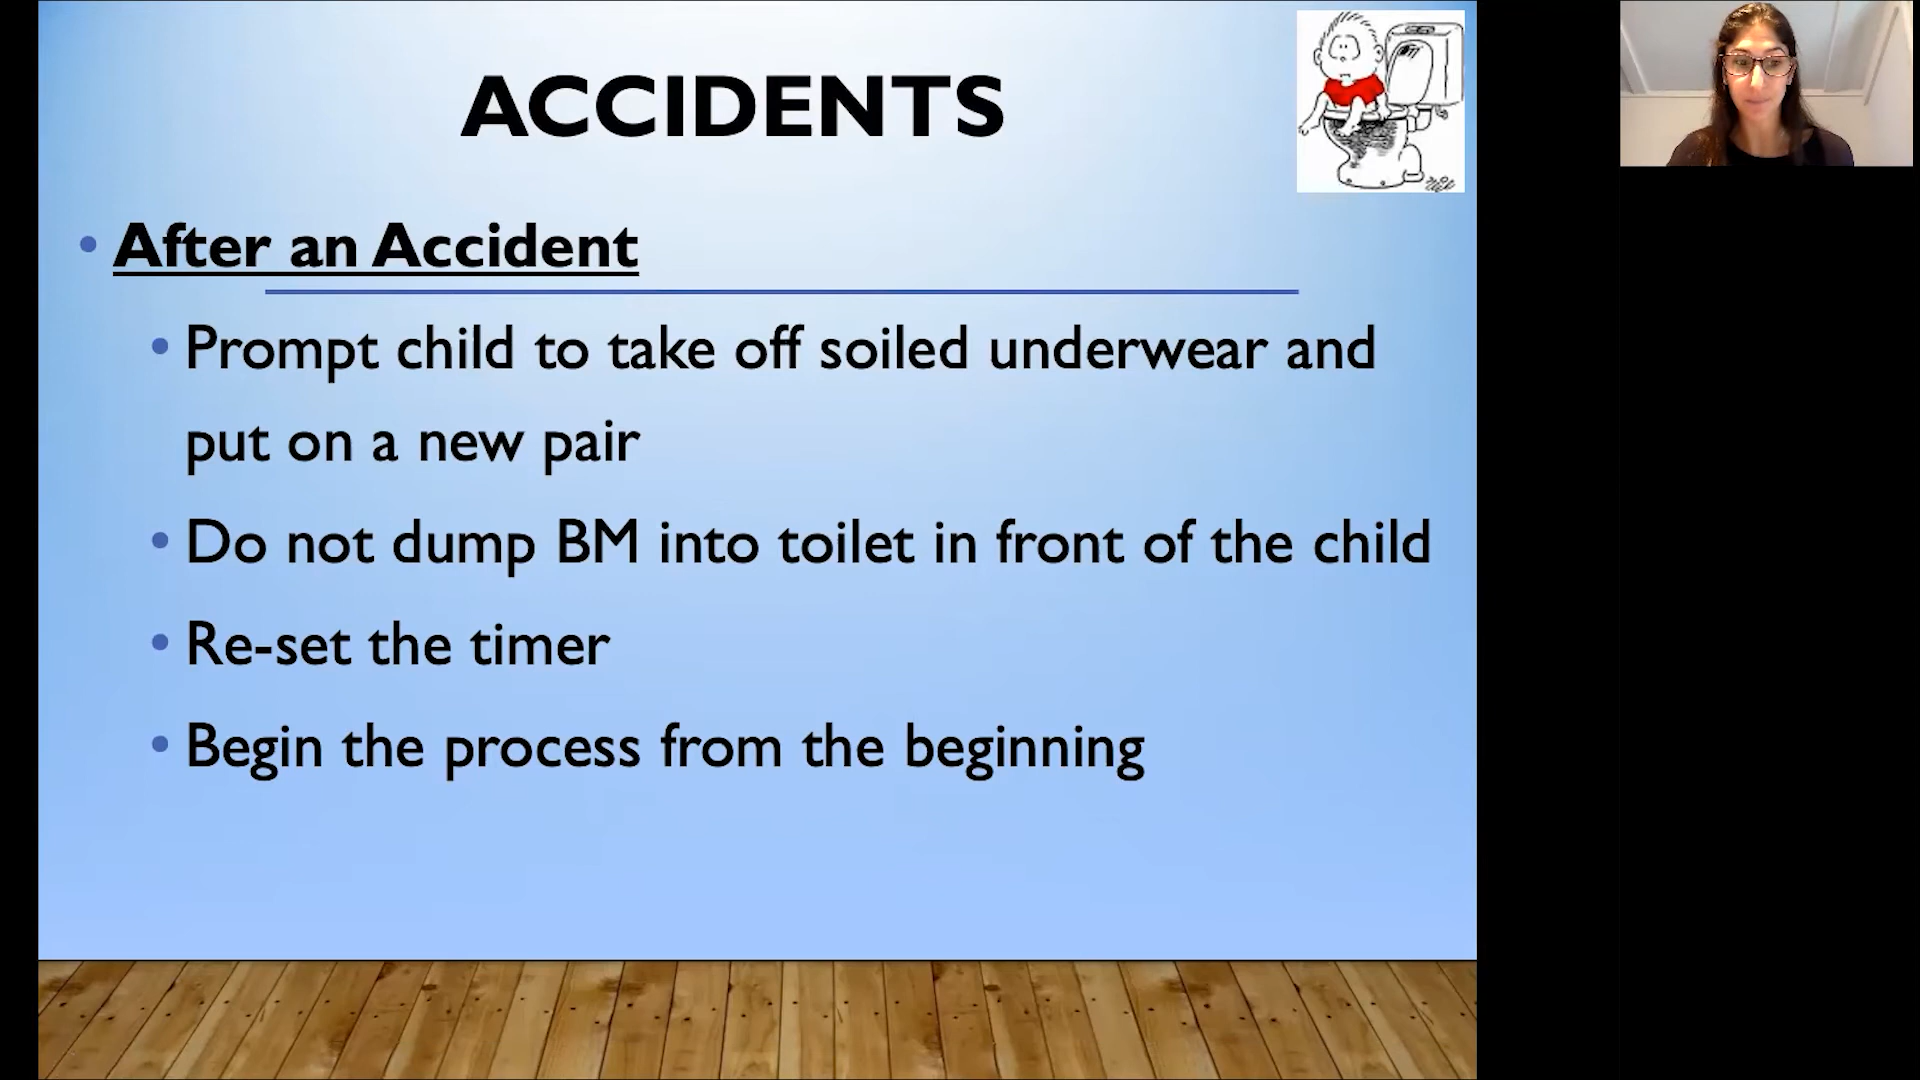 ACCIDENTS
• After an Accident
• Prompt child to take off soiled underwear and
put on a new pair
• Do not dump BM into toilet in front of the child
• Re-set the timer
• Begin the process from the beginning